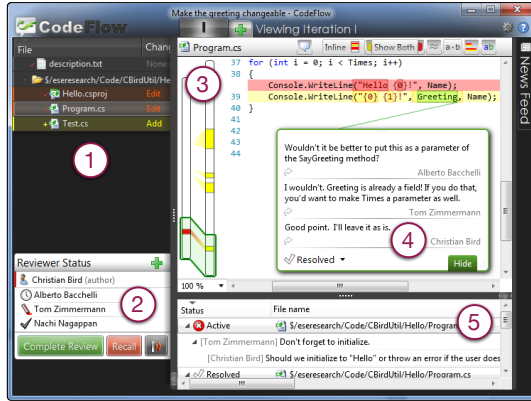 Make the greeting changeable - CodeFlow
CodeFlow
I
Viewing Iteration I
File
Chan
description.txt
None
$/eseresearch/Code/CBirdUtil/He
Hello.csproj
Edit
Program.cs
Edit
Test.cs
Add
1
Reviewer Status
Christian Bird (author)
Alberto Bacchelli
Tom Zimmermann
Nachi Nagappan
2
Complete Review
Recall
Program.cs
Inline
Show Both
a-b
ab
3
37 for (int i = 0; i < Times; i++)
38 {
Console.WriteLine("Hello {0}!", Name);
39 Console.WriteLine("{0} {1}!", Greeting, Name);
40 }
41
42
43
44
Wouldn't it be better to put this as a parameter of
the SayGreeting method?
Alberto Bacchelli
I wouldn't. Greeting is already a field! If you do that,
you'd want to make Times a parameter as well.
Tom Zimmermann
Good point. I'll leave it as is.
4
Christian Bird
Resolved
Hide
100 %
Status
File name
Active
$/eseresearch/Code/CBirdUtil/Hello/Program
5
[Tom Zimmermann] Don't forget to initialize.
[Christian Bird] Should we initialize to "Hello" or throw an error if the user does
Resolved
$/eseresearch/Code/CBirdUtil/Hello/Program.cs
News Feed